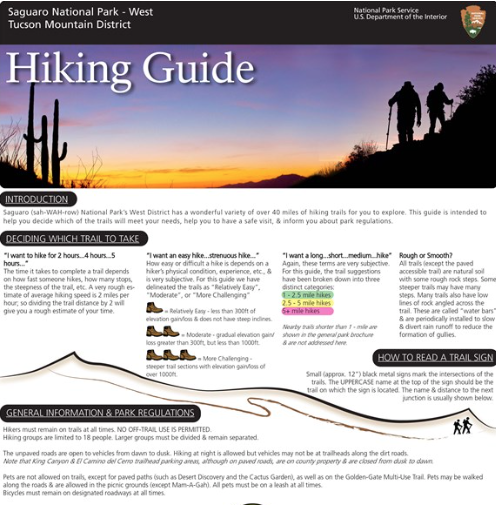 Saguaro National Park - West
Tucson Mountain District
National Park Service
U.S. Department of the Interior
Hiking Guide
INTRODUCTION
Saguaro (sah-WAH-row) National Park's West District has a wonderful variety of over 40 miles of hiking trails for you to explore. This guide is intended to
help you decide which of the trails will meet your needs, help you to have a safe visit, & inform you about park regulations.
DECIDING WHICH TRAIL TO TAKE
"I want to hike for 2 hours...4 hours...5
hours..."
The time it takes to complete a trail depends
on how fast someone hikes, how many stops,
the steepness of the trail, etc. A very rough es-
timate of average hiking speed is 2 miles per
hour; so dividing the trail distance by 2 will
give you a rough estimate of your time.
"I want an easy hike...strenuous hike..."
How easy or difficult a hike is depends on a
hiker's physical condition, experience, etc., &
is very subjective. For this guide we have
delineated the trails as "Relatively Easy",
"Moderate", or "More Challenging"
= Relatively Easy - less than 300ft of
elevation gain/loss & does not have steep inclines.
= Moderate - gradual elevation gain/
loss greater than 300ft, but less than 1000ft.
= More Challenging -
steeper trail sections with elevation gain/loss of
over 1000ft.
"I want a long...short...medium...hike"
Again, these terms are very subjective.
For this guide, the trail suggestions
have been broken down into three
distinct categories:
1 - 2.5 mile hikes
2.5 - 5 mile hikes
5+ mile hikes
Nearby trails shorter than 1 - mile are
shown in the general park brochure
& are not addressed here.
Rough or Smooth?
All trails (except the paved
accessible trail) are natural soil
with some rough rock steps. Some
steeper trails may have many
steps. Many trails also have low
lines of rock angled across the
trail. These are called "water bars"
& are periodically installed to slow
& divert rain runoff to reduce the
formation of gullies.
HOW TO READ A TRAIL SIGN
Small (approx. 12") black metal signs mark the intersections of the
trails. The UPPERCASE name at the top of the sign should be the
trail on which the sign is located. The name & distance to the next
junction is usually shown below.
GENERAL INFORMATION & PARK REGULATIONS
Hikers must remain on trails at all times. NO OFF-TRAIL USE IS PERMITTED.
Hiking groups are limited to 18 people. Larger groups must be divided & remain separated.
The unpaved roads are open to vehicles from dawn to dusk. Hiking at night is allowed but vehicles may not be at trailheads along the dirt roads.
Note that King Canyon & El Camino del Cerro trailhead parking areas, although on paved roads, are on county property & are closed from dusk to dawn.
Pets are not allowed on trails, except for paved paths (such as Desert Discovery and the Cactus Garden), as well as on the Golden-Gate Multi-Use Trail. Pets may be walked
along the roads & are allowed in the picnic grounds (except Mam-A-Gah). All pets must be on a leash at all times.
Bicycles must remain on designated roadways at all times.